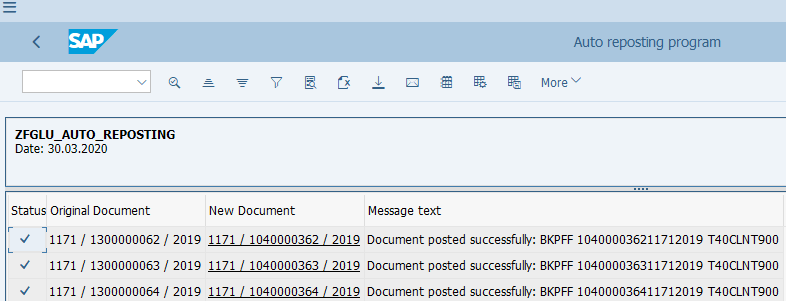 SAP Auto reposting program
More
ZFGLU_AUTO_REPOSTING
Date: 30.03.2020
Status Original Document New Document Message text
1171 / 1300000062 / 2019 1171 / 1040000362 / 2019 Document posted successfully: BKPFF 104000036211712019 T40CLNT900
1171 / 1300000063 / 2019 1171 / 1040000363 / 2019 Document posted successfully: BKPFF 104000036311712019 T40CLNT900
1171 / 1300000064 / 2019 1171 / 1040000364 / 2019 Document posted successfully: BKPFF 104000036411712019 T40CLNT900